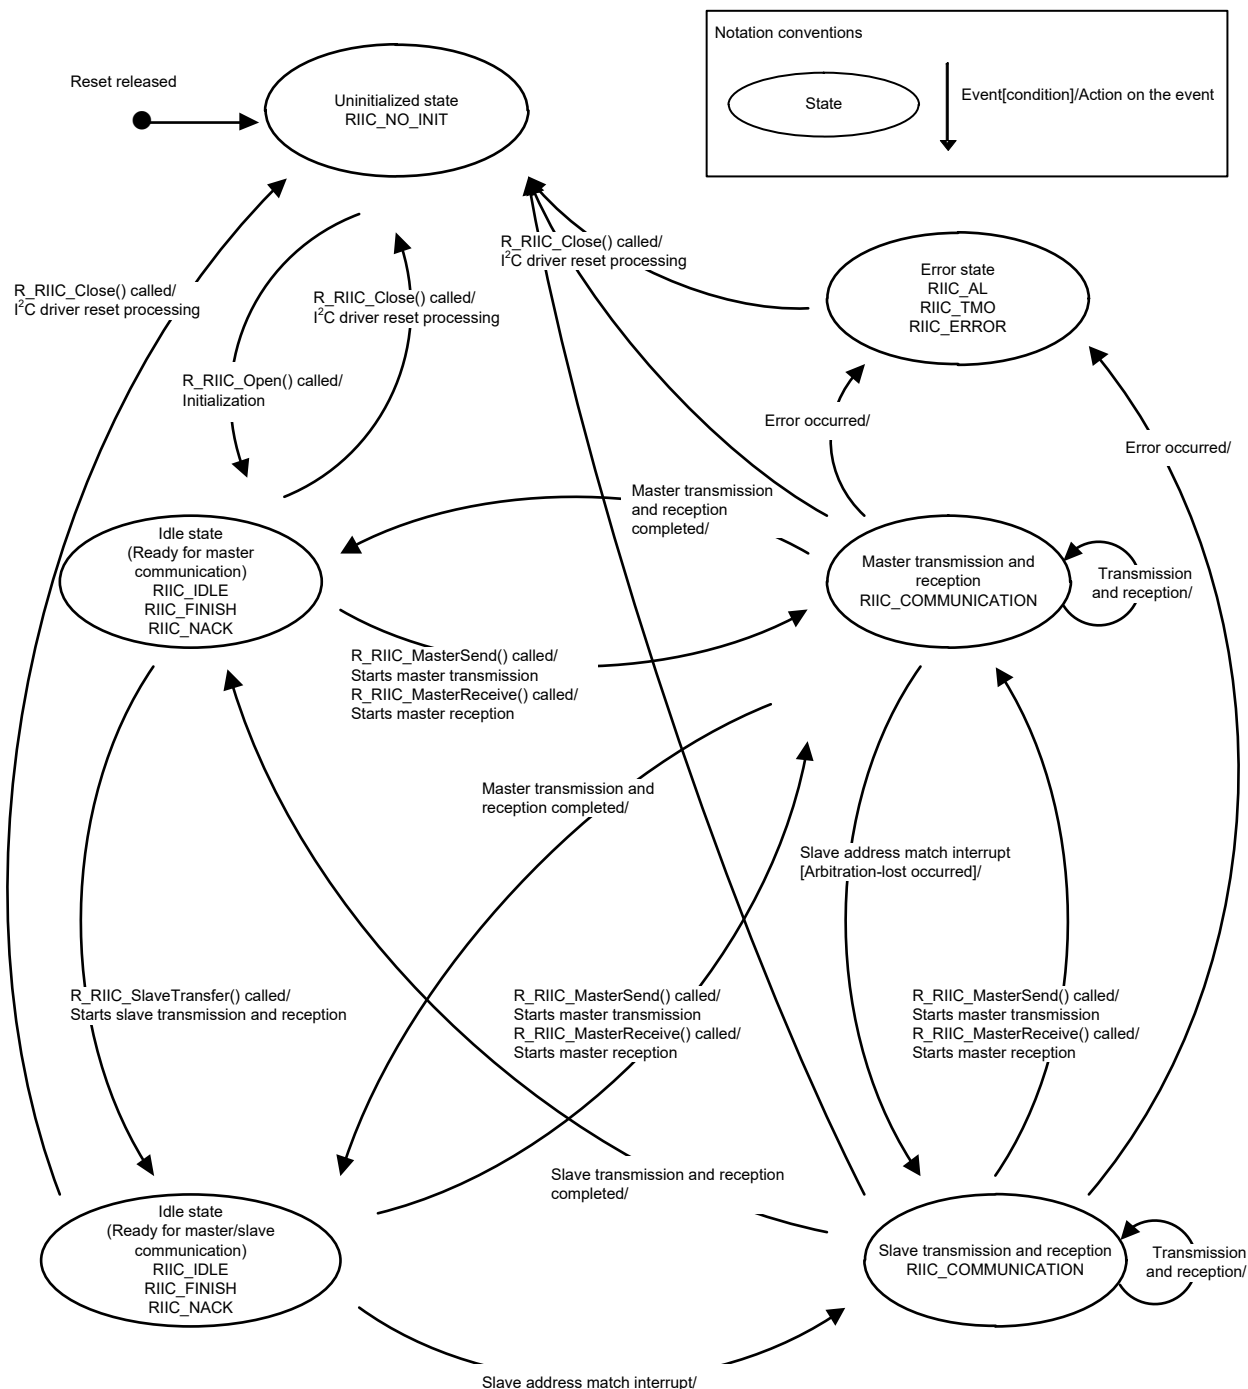 Notation conventions
State
Event[condition]/Action on the event
Reset released
Uninitialized state
RIIC_NO_INIT
R_RIIC_Close() called/
I²C driver reset processing
R_RIIC_Close() called/
I²C driver reset processing
R_RIIC_Close() called/
I²C driver reset processing
Error state
RIIC_AL
RIIC_TMO
RIIC_ERROR
R_RIIC_Open() called/
Initialization
Error occurred/
Error occurred/
Master transmission
and reception
completed/
Idle state
(Ready for master
communication)
RIIC_IDLE
RIIC_FINISH
RIIC_NACK
Master transmission and
reception
RIIC_COMMUNICATION
Transmission
and reception/
R_RIIC_MasterSend() called/
Starts master transmission
R_RIIC_MasterReceive() called/
Starts master reception
Master transmission and
reception completed/
Slave address match interrupt
[Arbitration-lost occurred]/
R_RIIC_SlaveTransfer() called/
Starts slave transmission and reception
R_RIIC_MasterSend() called/
Starts master transmission
R_RIIC_MasterReceive() called/
Starts master reception
R_RIIC_MasterSend() called/
Starts master transmission
R_RIIC_MasterReceive() called/
Starts master reception
Slave transmission and reception
completed/
Idle state
(Ready for master/slave
communication)
RIIC_IDLE
RIIC_FINISH
RIIC_NACK
Slave transmission and reception
RIIC_COMMUNICATION
Transmission
and reception/
Slave address match interrupt/